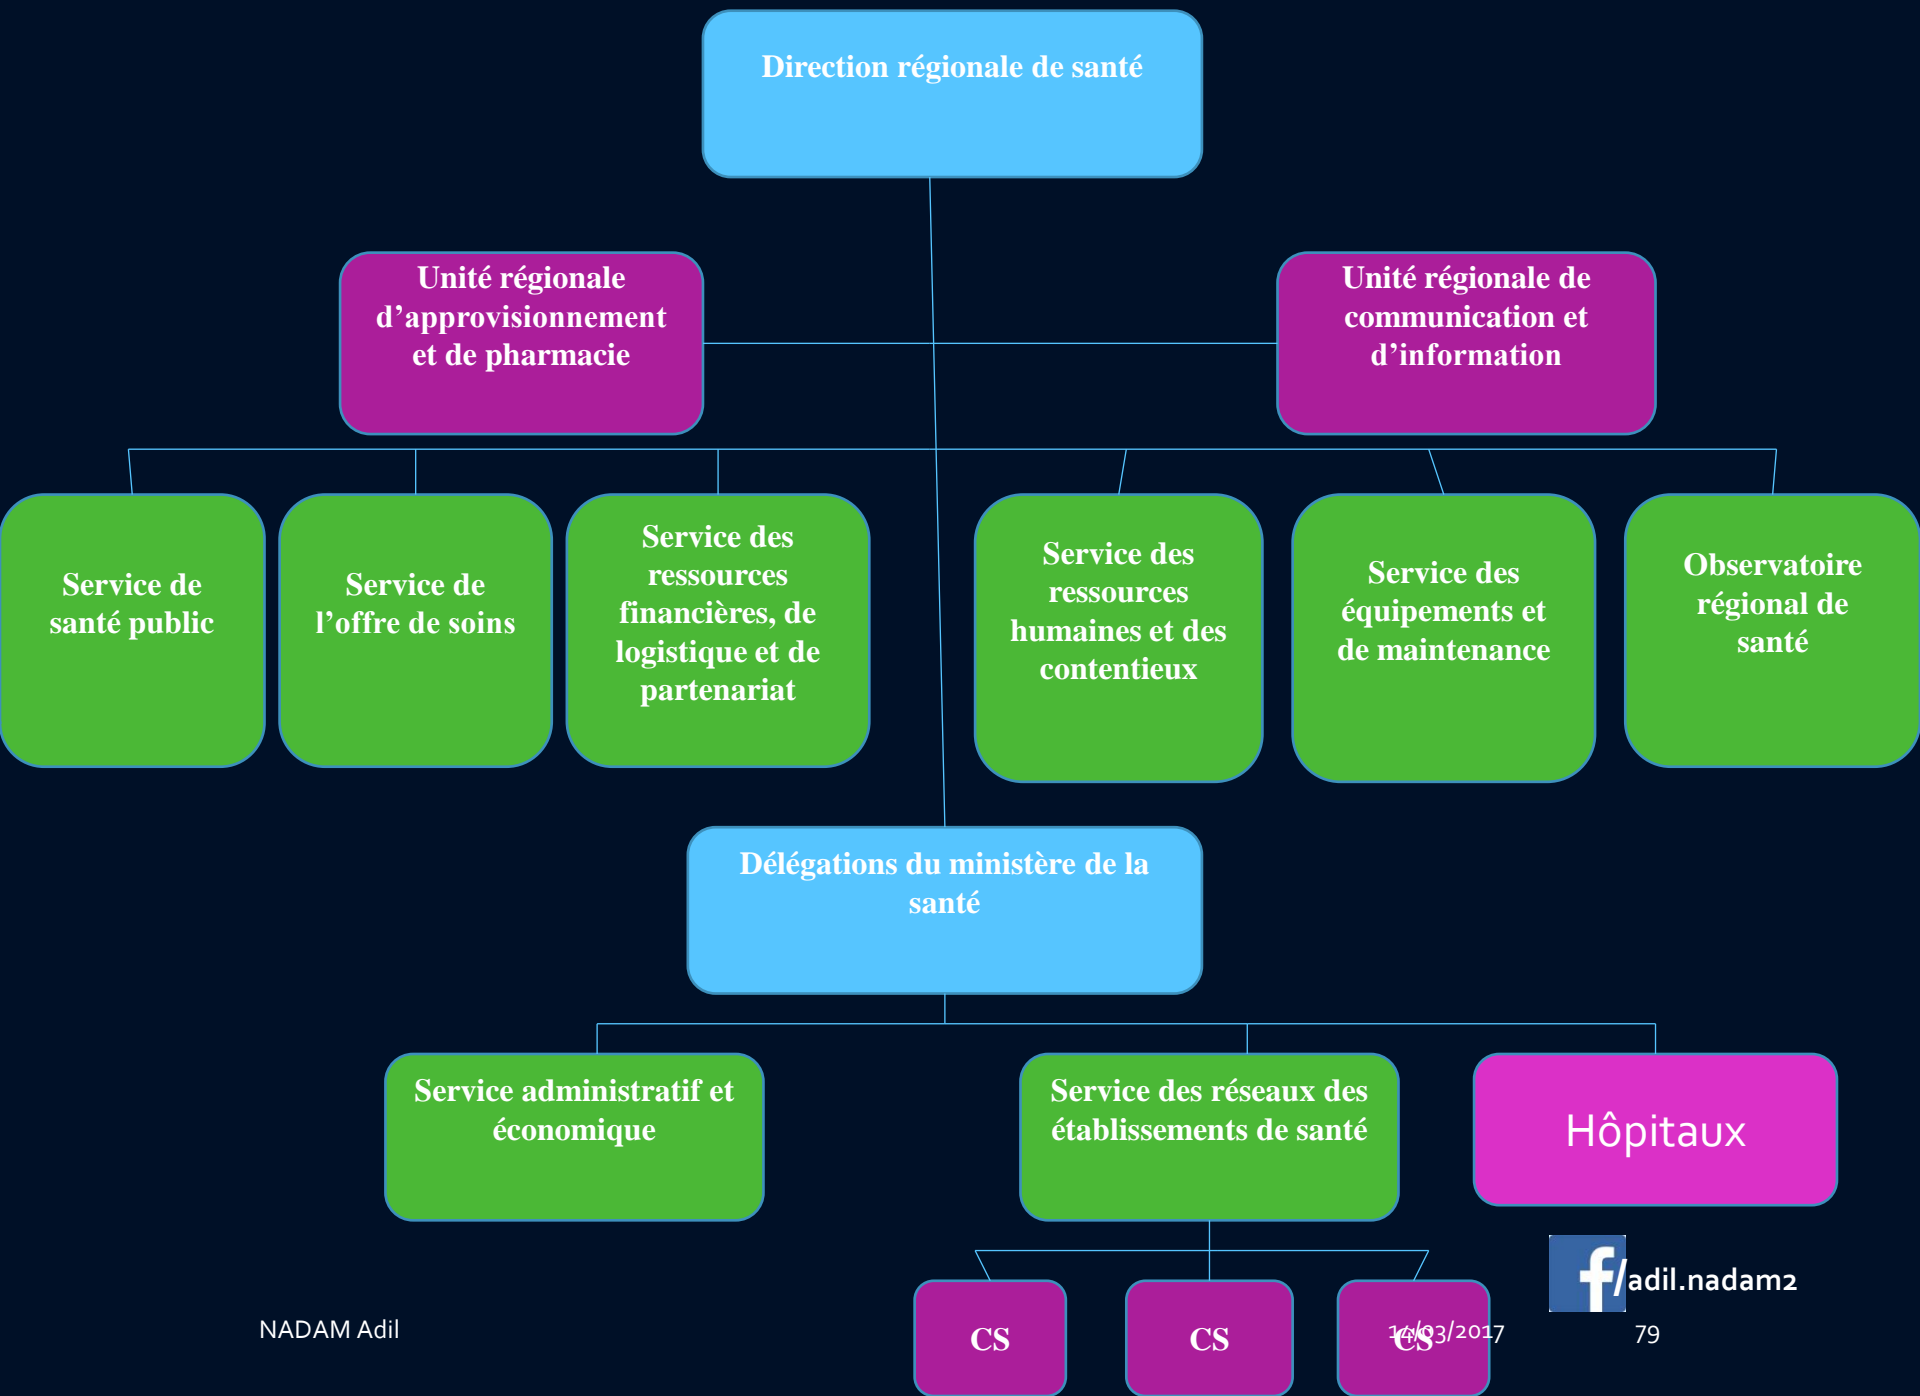 Direction régionale de santé
Unité régionale
d’approvisionnement
et de pharmacie
Unité régionale de
communication et
d’information
Service de
santé public
Service de
l’offre de soins
Service des
ressources
financières, de
logistique et de
partenariat
Service des
ressources
humaines et des
contentieux
Service des
équipements et
de maintenance
Observatoire
régional de
santé
Délégations du ministère de la
santé
Service administratif et
économique
Service des réseaux des
établissements de santé
Hôpitaux
f/adil.nadam2
CS
CS
CS
NADAM Adil
14/03/2017
79